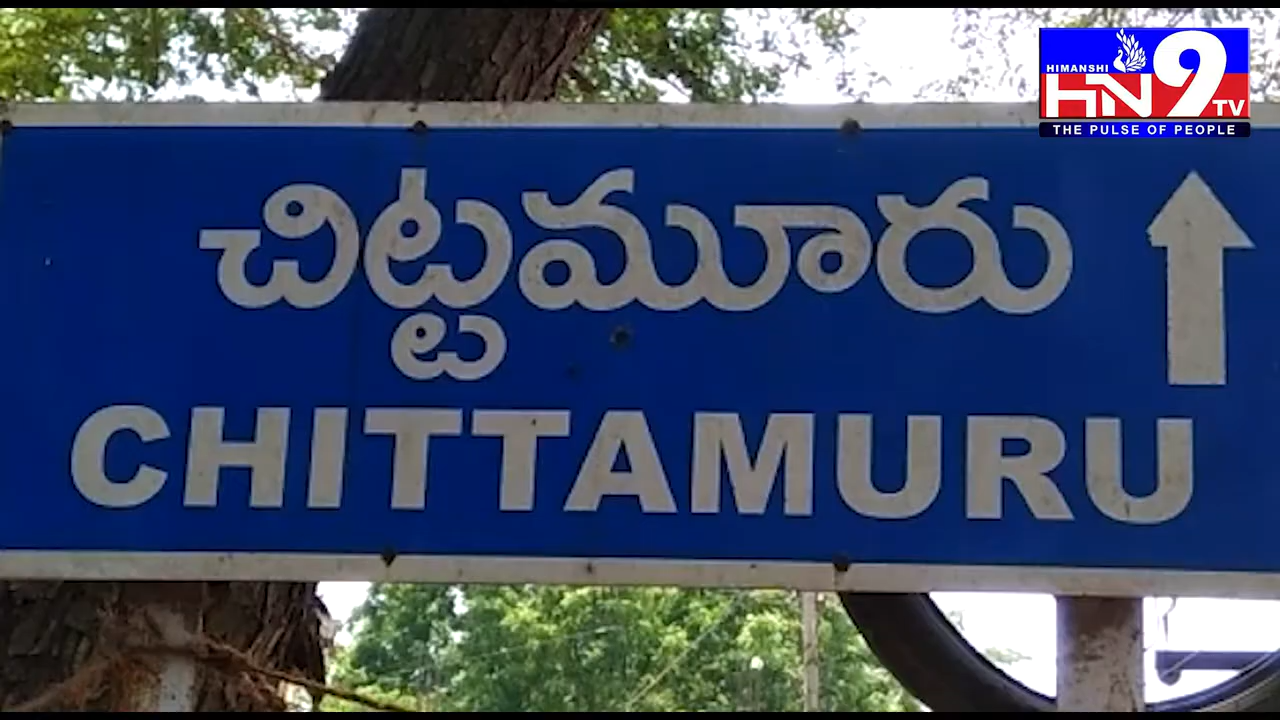 HIMANSHI
HN9TV
THE PULSE OF PEOPLE
చిట్టమూరు
CHITTAMURU